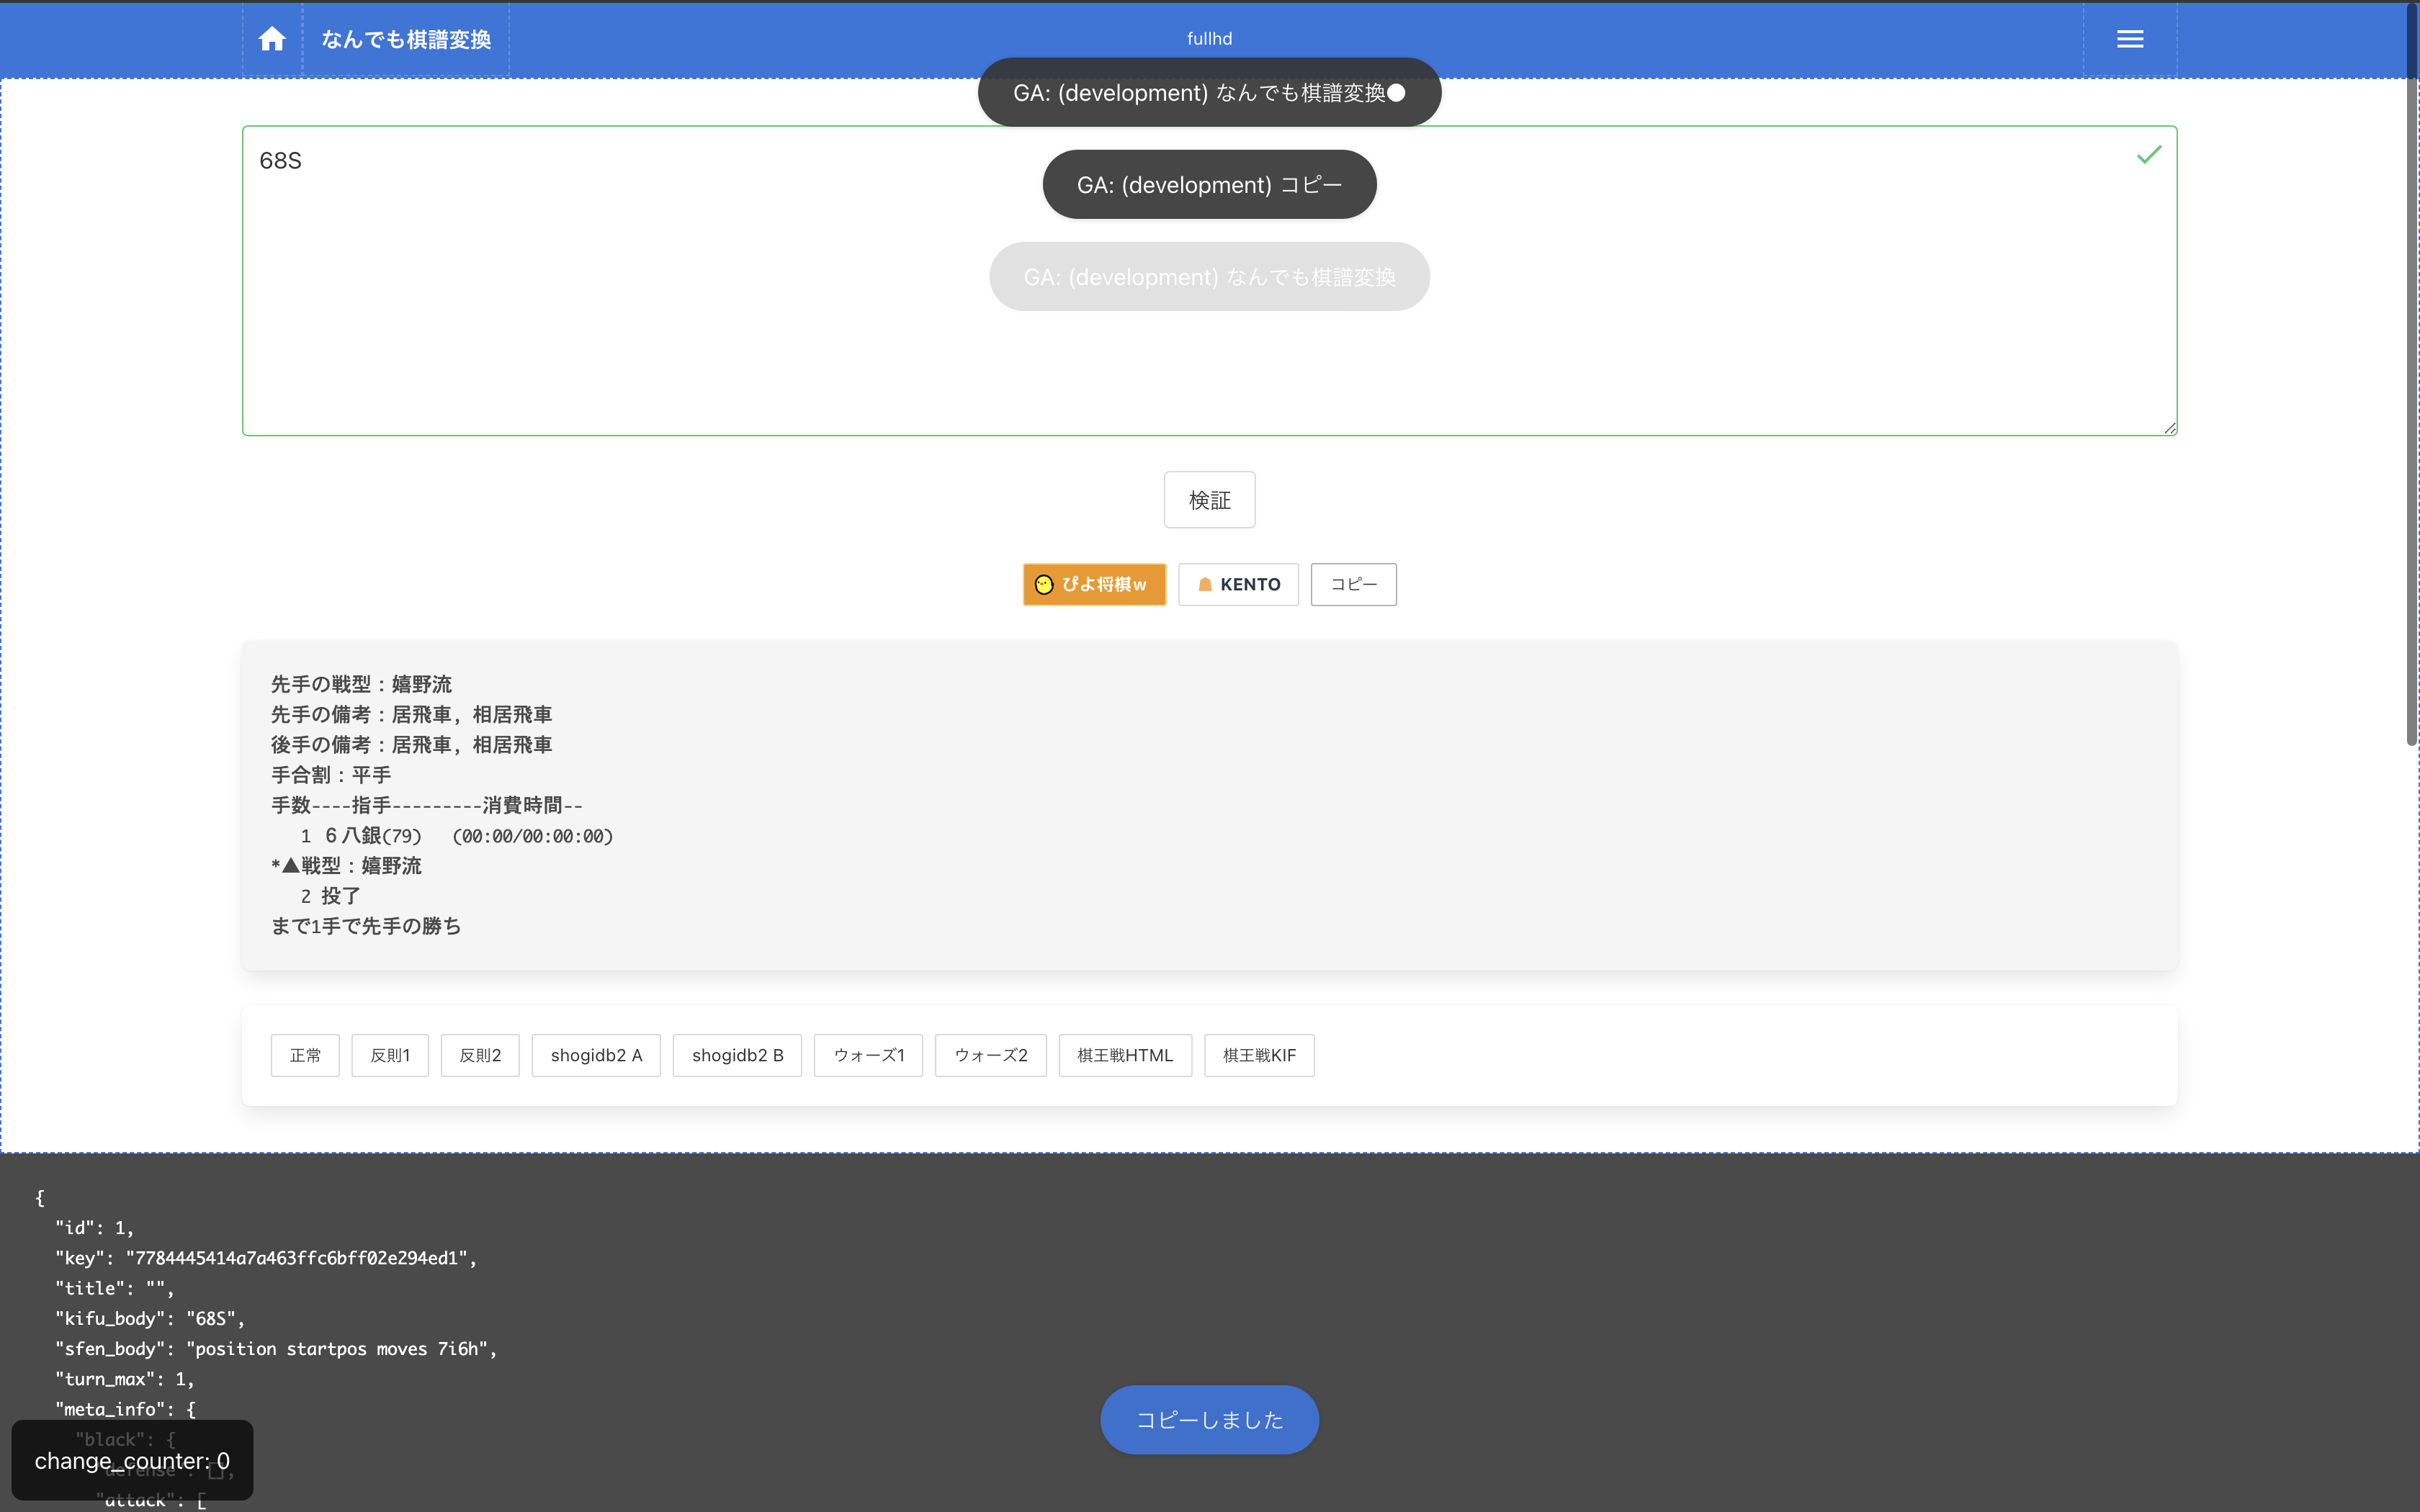 なんでも棋譜変換
fullhd
GA: (development) なんでも棋譜変換●
68S
GA: (development) コピー
GA: (development) なんでも棋譜変換
検証
ぴよ将棋w
KENTO
コピー
先手の戦型：嬉野流
先手の備考：居飛車, 相居飛車
後手の備考：居飛車, 相居飛車
手合割：平手
手数----指手---------消費時間--
1 ６八銀(79) (00:00/00:00:00)
*▲戦型：嬉野流
2 投了
まで1手で先手の勝ち
正常 反則1 反則2 shogidb2 A shogidb2 B ウォーズ1 ウォーズ2 棋王戦HTML 棋王戦KIF
{
"id": 1,
"key": "7784445414a7a463ffc6bff02e294ed1",
"title": "",
"kifu_body": "68S",
"sfen_body": "position startpos moves 7i6h",
"turn_max": 1,
"meta_info": {
コピーしました
"black": {
change_counter: 0
"defense": [],
"attack": [